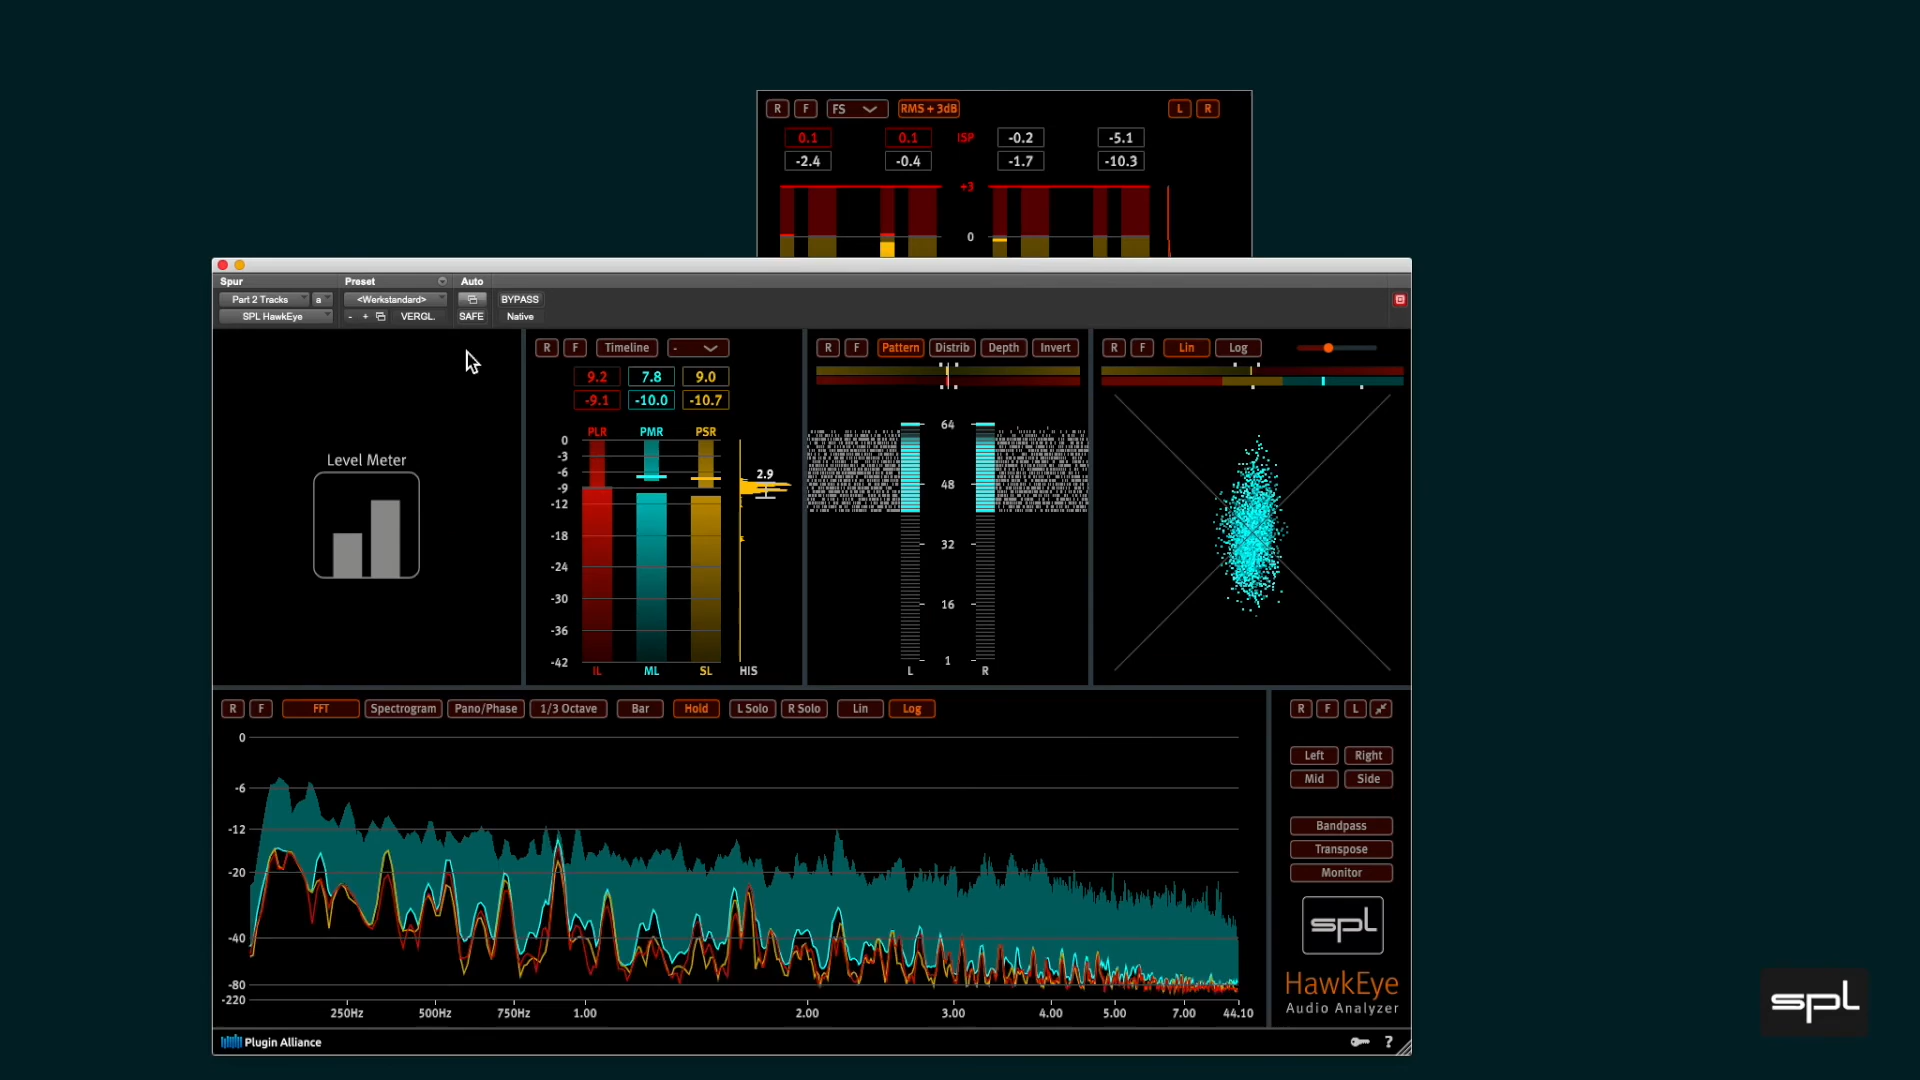 R F FS RMS + 3dB L R
0.1 0.1 ISP -0.2 -5.1
-2.4 -0.4 -1.7 -10.3
+3
0
Spur Preset Auto
Part 2 Tracks a <Werkstandard> BYPASS
SPL HawkEye - + VERGL. SAFE Native
Level Meter
R F Timeline -
9.2 7.8 9.0
-9.1 -10.0 -10.7
PLR PMR PSR
0
-3
-6
-9
-12
-18
-24
-30
-36
-42
2.9
IL ML SL HIS
R F Pattern Distrib Depth Invert
64
48
32
16
1
L R
R F Lin Log
R F FFT Spectrogram Pano/Phase 1/3 Octave Bar Hold L Solo R Solo Lin Log
0
-6
-12
-20
-40
-80
-220
250Hz 500Hz 750Hz 1.00 2.00 3.00 4.00 5.00 7.00 44.10
R F L
Left Right
Mid Side
Bandpass
Transpose
Monitor
spl
HawkEye
Audio Analyzer
Plugin Alliance ?
spl